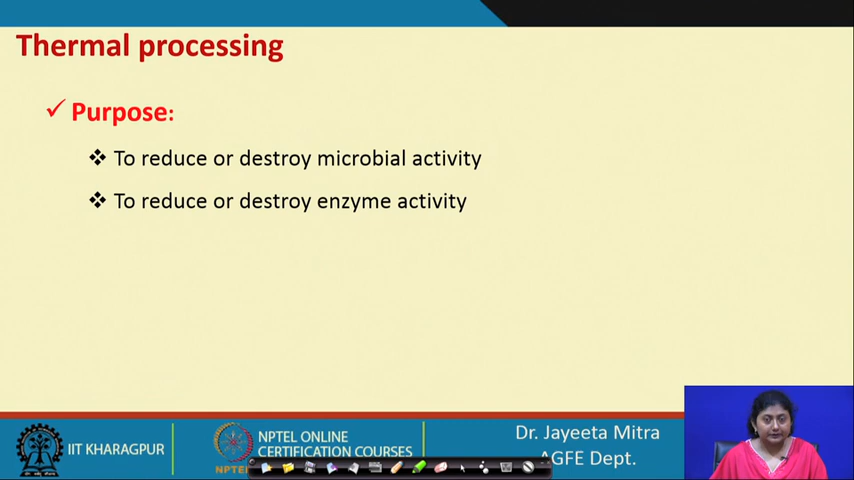 Thermal processing
✓ Purpose:
❖ To reduce or destroy microbial activity
❖ To reduce or destroy enzyme activity
IIT KHARAGPUR
NPTEL
NPTEL ONLINE
CERTIFICATION COURSES
Dr. Jayeeta Mitra
AGFE Dept.